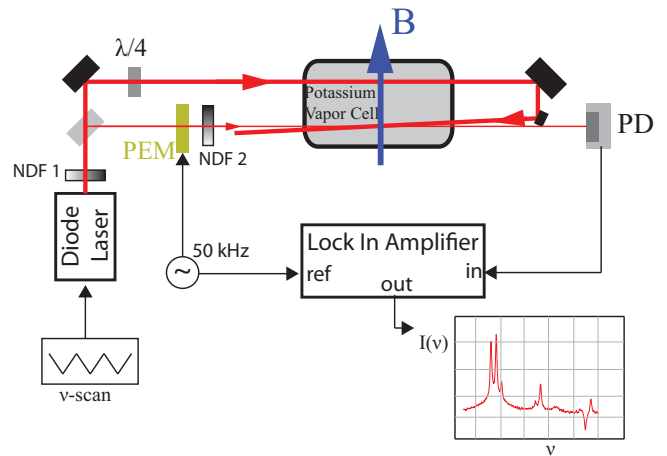 λ/4
B
Potassium
Vapor Cell
PD
PEM
NDF 2
NDF 1
Diode
Laser
50 kHz
~
Lock In Amplifier
ref
in
out
I(ν)
ν-scan
ν